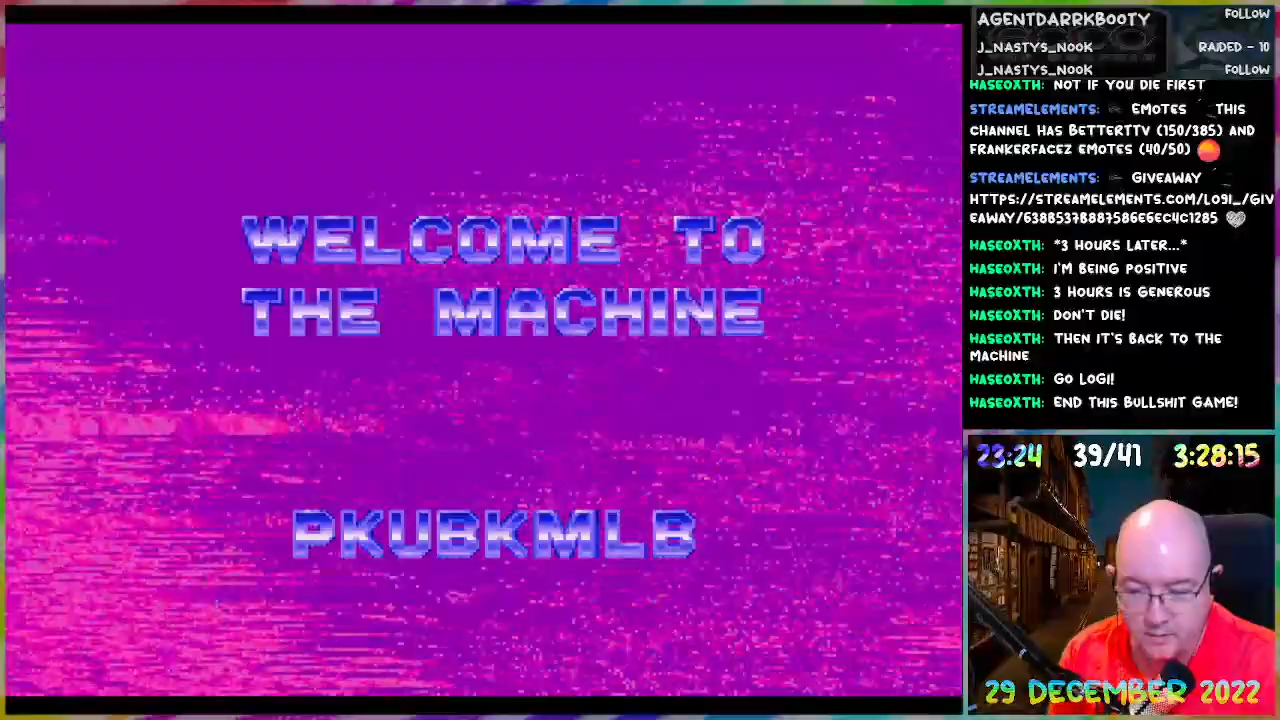 WELCOME TO
THE MACHINE
PKUBKMLB
AGENTDARRKBOOTY
FOLLOW
J_NASTYS_NOOK
RAIDED - 10
J_NASTYS_NOOK
FOLLOW
HASEOXTH: NOT IF YOU DIE FIRST
STREAMELEMENTS: EMOTES THIS
CHANNEL HAS BETTERTTV (150/385) AND
FRANKERFACEZ EMOTES (40/50)
STREAMELEMENTS: GIVEAWAY
HASEOXTH: *3 HOURS LATER...*
HASEOXTH: I'M BEING POSITIVE
HASEOXTH: 3 HOURS IS GENEROUS
HASEOXTH: DON'T DIE!
HASEOXTH: THEN IT'S BACK TO THE
MACHINE
HASEOXTH: GO LOGI!
HASEOXTH: END THIS BULLSHIT GAME!
23:24 39/41 3:28:15
29 DECEMBER 2022